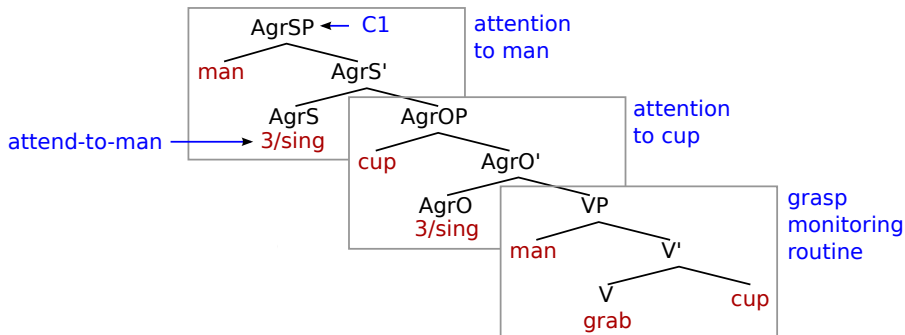 AgrSP
C1
attention
to man
man
AgrS'
AgrS
3/sing
attend-to-man
AgrOP
attention
to cup
cup
AgrO'
AgrO
3/sing
VP
grasp
monitoring
routine
man
V'
V
grab
cup